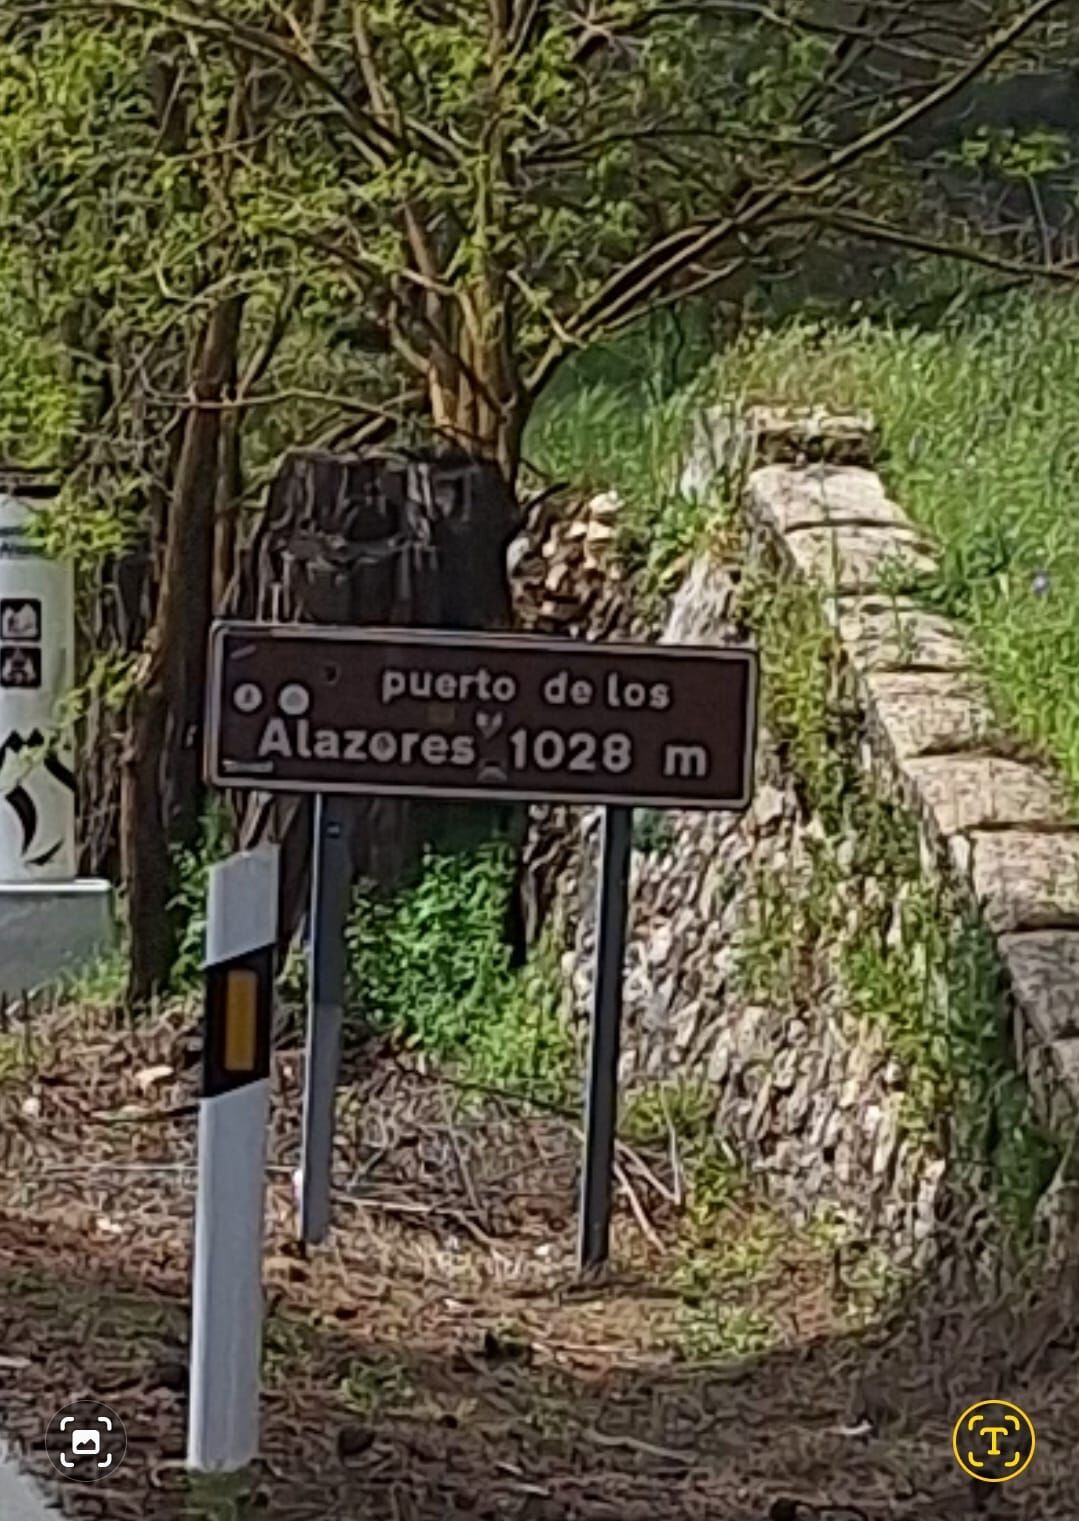 puerto de los
Alazores 1028 m